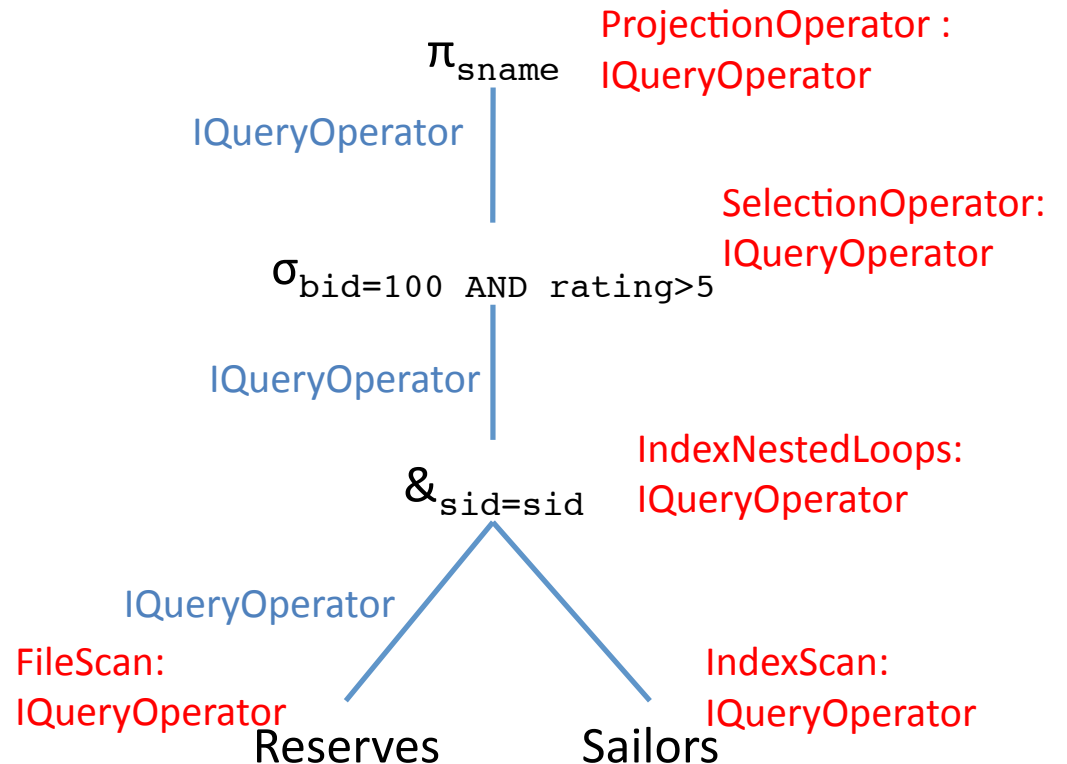 πsname
ProjectionOperator :
IQueryOperator
IQueryOperator
SelectionOperator:
IQueryOperator
σbid=100 AND rating>5
IQueryOperator
IndexNestedLoops:
IQueryOperator
&sid=sid
IQueryOperator
FileScan:
IQueryOperator
IndexScan:
IQueryOperator
Reserves
Sailors